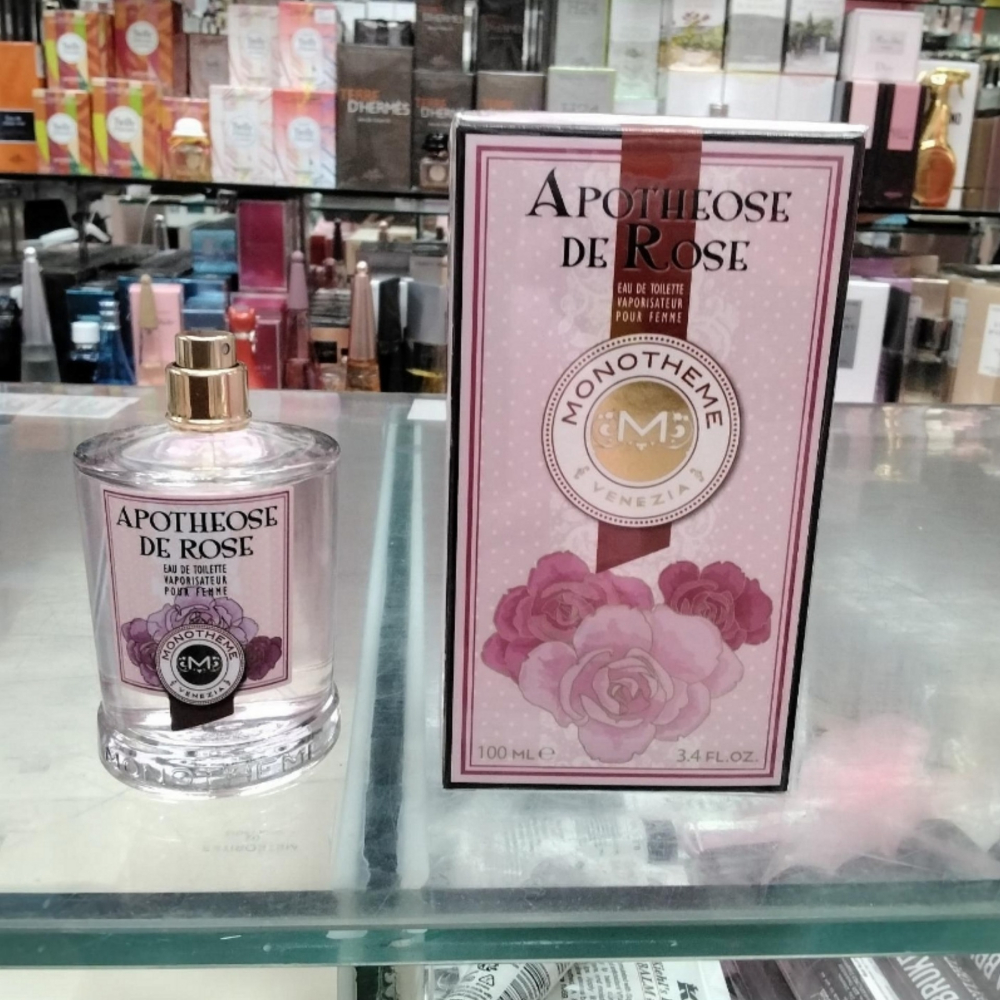 TERRE
D'HERMÈS
APOTHEOSE
DE ROSE
EAU DE TOILETTE
VAPORISATEUR
POUR FEMME
MONOTHEME
M
VENEZIA
100 ML ℮
3.4 FL.OZ.
APOTHEOSE
DE ROSE
EAU DE TOILETTE
VAPORISATEUR
POUR FEMME
MONOTHEME
M
VENEZIA
MONOTHEME